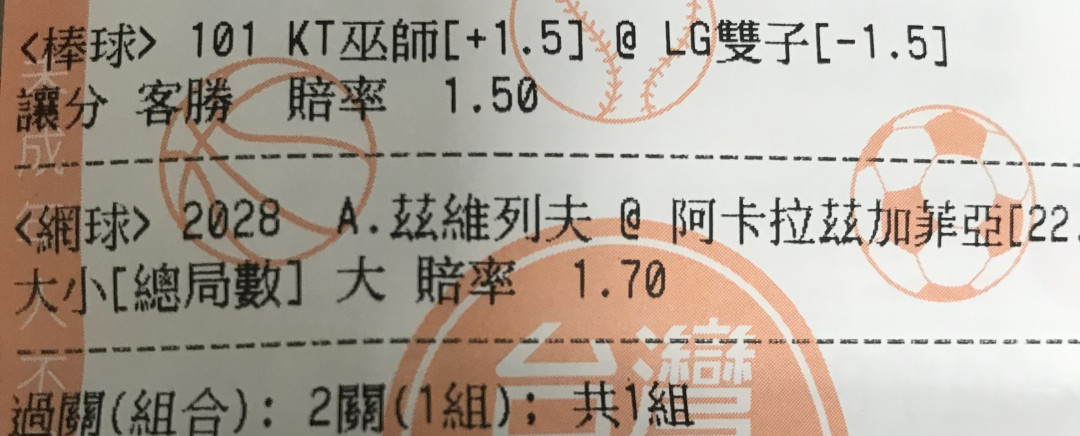 <棒球> 101 KT巫師[+1.5] @ LG雙子[-1.5]
讓分 客勝 賠率 1.50
<網球> 2028 A.茲維列夫 @ 阿卡拉茲加菲亞[22.
大小[總局數] 大 賠率 1.70
過關(組合): 2關(1組); 共1組
台灣